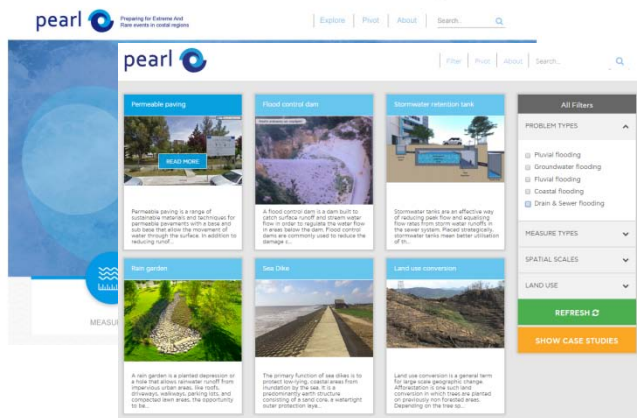 pearl
Preparing for Extreme And
Rare events in costal regions
Explore
Pivot
About
Search..
pearl
Filter
Pivot
About
Search...
Permeable paving
READ MORE
Permeable paving is a range of
sustainable materials and techniques for
permeable pavements with a base and
sub base that allow the movement of
water through the surface. In addition to
reducing runof...
Flood control dam
A flood control dam is a dam built to
catch surface runoff and stream water
flow in order to regulate the water flow
in areas below the dam. Flood control
dams are commonly used to reduce the
damage c...
Stormwater retention tank
Stormwater tanks are an effective way
of reducing peak flow and equalising
flow rates from storm water runoffs in
the sewer. Placed strategically,
stormwater tanks mean better utilisation
of th...
Rain garden
A rain garden is a planted depression or
a hole that allows rainwater runoff from
impervious urban areas, like roofs,
driveways, walkways, parking lots, and
compacted lawn areas, the opportunity
to be...
Sea Dike
The primary function of sea dikes is to
protect low-lying, coastal areas from
inundation by the sea. It is a
predominantly earth structure
consisting of a sand core, a watertight
outer protection laye...
Land use conversion
Land use conversion is a general term
for large scale geographic change.
Afforestation is one such land
conversion in which trees are planted
on previously non forested areas.
Depending on the tree sp...
All Filters
PROBLEM TYPES
Pluvial flooding
Groundwater flooding
Fluvial flooding
Coastal flooding
Drain & Sewer flooding
MEASURE TYPES
SPATIAL SCALES
LAND USE
REFRESH
SHOW CASE STUDIES
MEASU